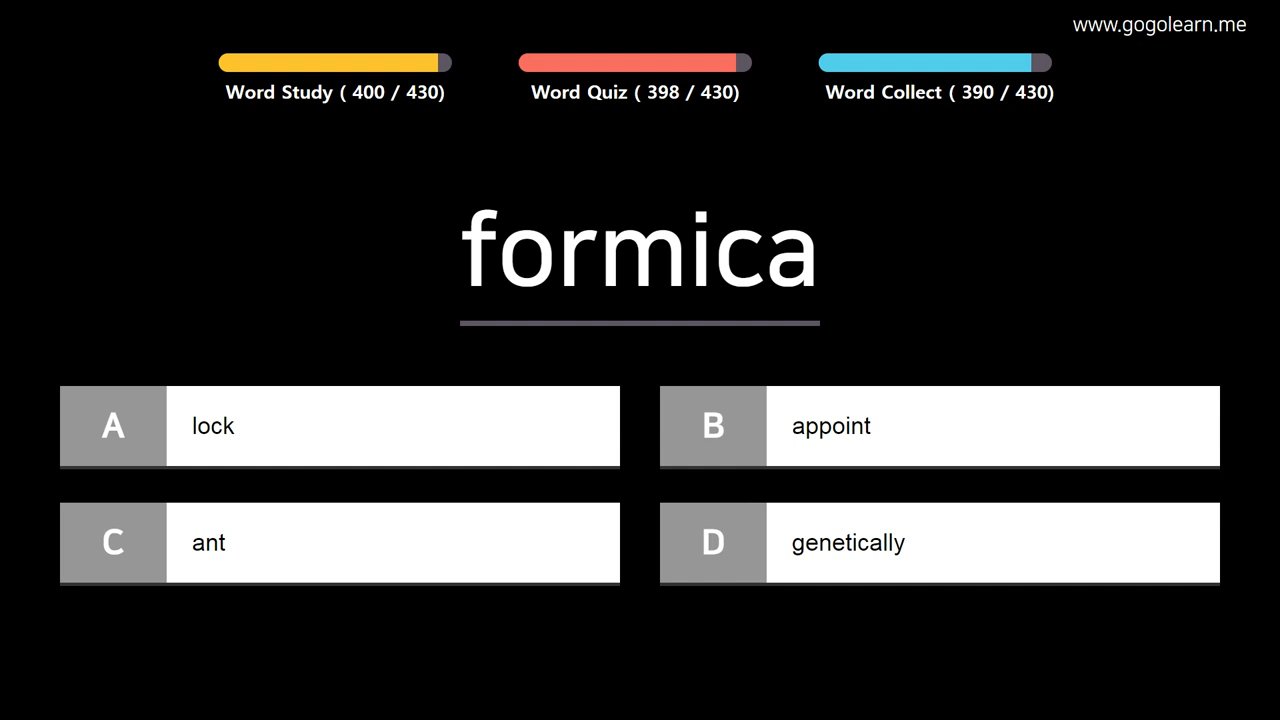 www.gogolearn.me
Word Study ( 400 / 430)
Word Quiz ( 398 / 430)
Word Collect ( 390 / 430)
formica
A lock
B appoint
C ant
D genetically